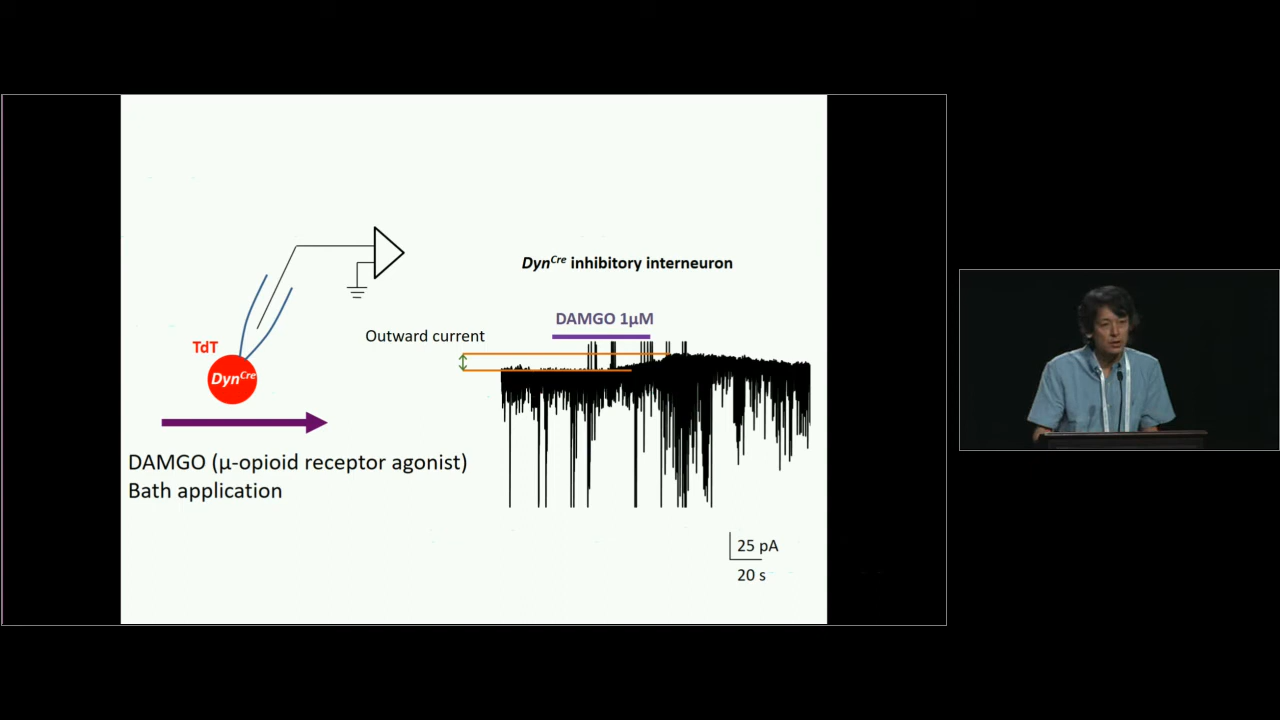 TdT
Dyn^Cre
DAMGO (μ-opioid receptor agonist)
Bath application
Dyn^Cre inhibitory interneuron
DAMGO 1μM
Outward current
25 pA
20 s